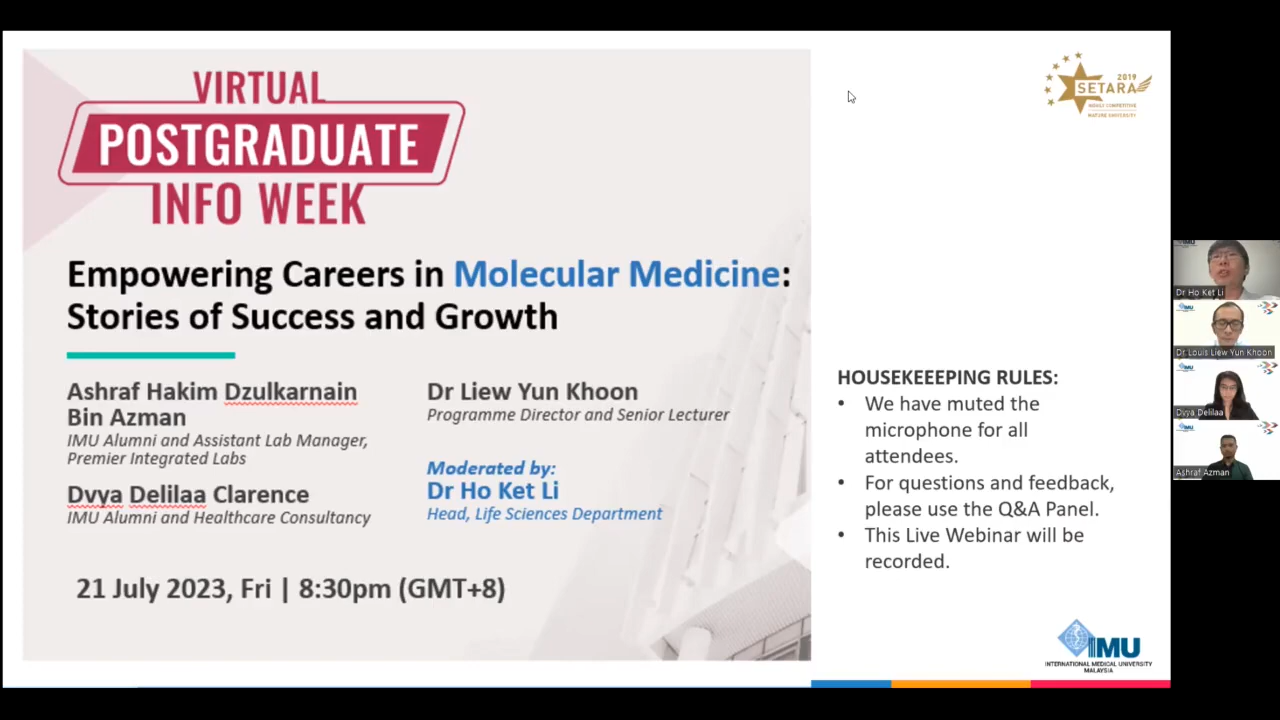 VIRTUAL
POSTGRADUATE
INFO WEEK
Empowering Careers in Molecular Medicine:
Stories of Success and Growth
Ashraf Hakim Dzulkarnain
Bin Azman
IMU Alumni and Assistant Lab Manager,
Premier Integrated Labs
Dvya Delilaa Clarence
IMU Alumni and Healthcare Consultancy
Dr Liew Yun Khoon
Programme Director and Senior Lecturer
Moderated by:
Dr Ho Ket Li
Head, Life Sciences Department
21 July 2023, Fri | 8:30pm (GMT+8)
2019
SETARA
HIGHLY COMPETITIVE
MATURE UNIVERSITY
HOUSEKEEEPING RULES:
• We have muted the
microphone for all
attendees.
• For questions and feedback,
please use the Q&A Panel.
• This Live Webinar will be
recorded.
IMU
INTERNATIONAL MEDICAL UNIVERSITY
MALAYSIA
IMU
Dr Ho Ket Li
Dr Louis Liew Yun Khoon
Dvya Delilaa
Ashraf Azman